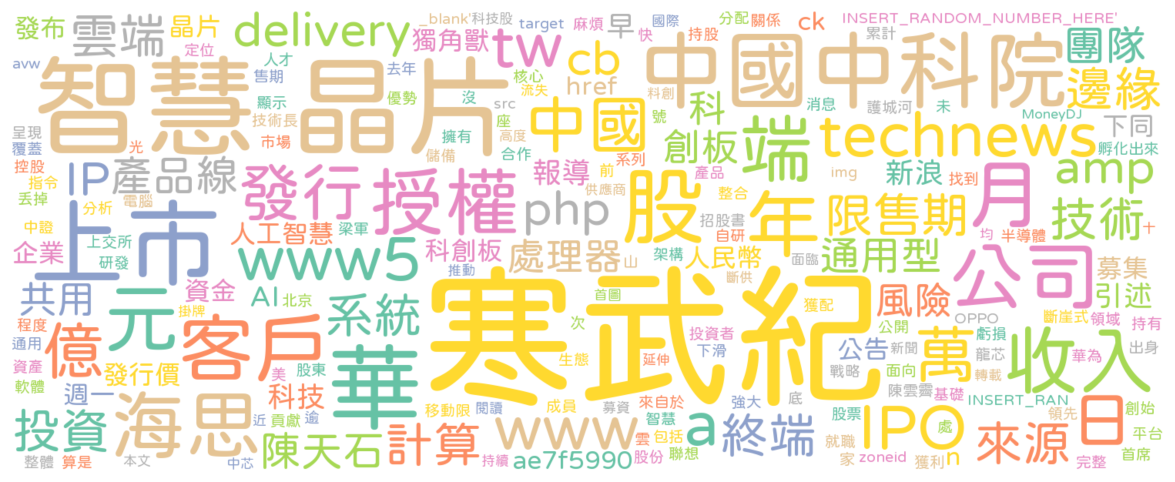 發布 雲端 晶片 delivery _blank'科技股 target 麻煩 早 國際 分配 關係 ck INSERT_RANDOM_NUMBER_HERE'
定位 獨角獸 tw cb 快 持股 累計 團隊
avw 人才 售期 去年 核心 流失 href 中國中科院 邊緣
智慧晶片 顯示 優勢 沒 src 座 中國 料創 號 科 消息 護城河 未 MoneyDJ 下同
呈現 覆蓋 技術長 市場 擁有 高度 合作 創板 端 technews 孵化出來
控股 光 儲備 系列
指令 IP 產品線 發行 授權 報導 前 供應商 產品 整合 股 年 img 新浪 找到 月 amp
丟掉 電腦 php 招股書 限售期 技術
中證 分析 上市 人工智慧 梁軍 自研 均 半導體 十
企業 上交所 研發 www5 科創板 處理器 山 架構 人民幣 面臨 通用型 公司 募集
推動 斷供
共用 元 資金 AI 北京 系統 寒武紀 首圖 獲配 風險 引述
掛牌 OPPO 斷崖式 領域 持有
程度 億 客戶 華 次 投資者 公開 虧損 萬 收入
通用 下滑 公告 新聞 龍芯 華為 出身
資產 發行價 股東 美 生態 延伸 面向 轉載
軟體 週一 科技 移動限 閱讀 成員 募資 來自於 智慧 強大 底 戰略 陳雲霽 基礎 INSERT_RAN
投資 海思 近 貢獻 逾 計算 www 雲 包括 a 終端 股票 IPO 領先 日 創始
陳天石 就職 處 來源 平台
整體 算是 本文 中芯 持續 ae7f5990 股份 聯想 家 zoneid 獲利 n 完整 首席